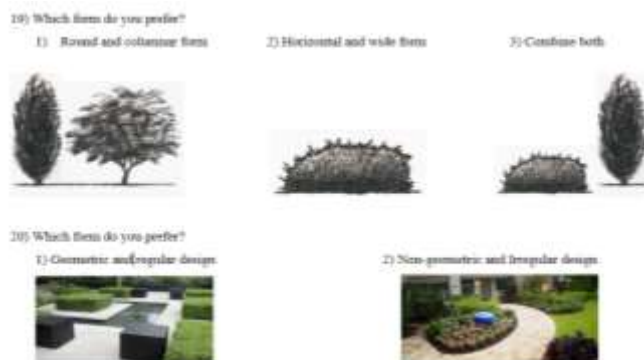 19) Which form do you prefer?
1) Round and columnar form 2) Horizontal and wide form 3) Combine both
20) Which form do you prefer?
1) Geometric and regular design 2) Non-geometric and Irregular design